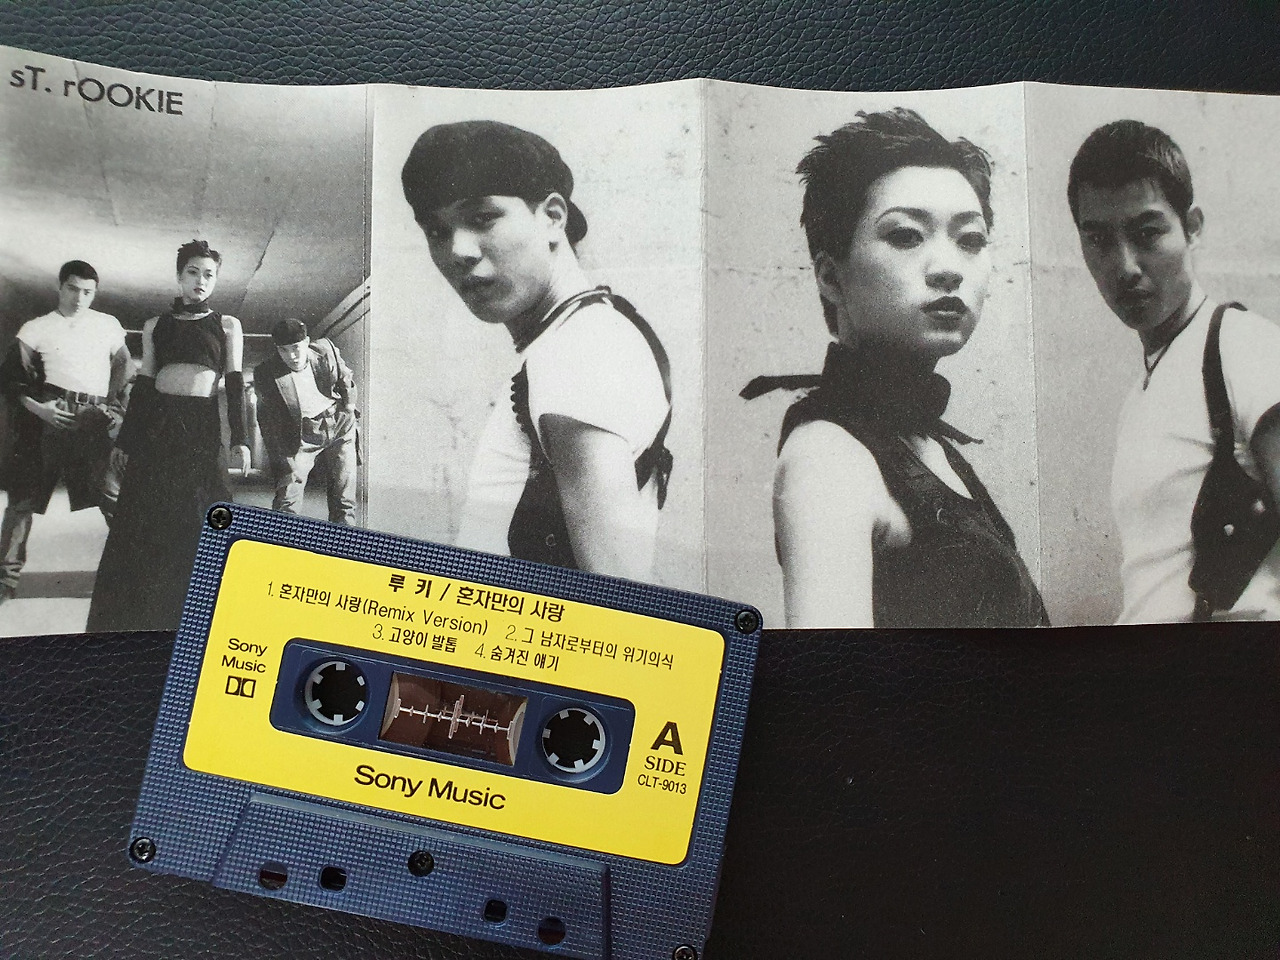 sT. rOOKIE
루 키 / 혼자만의 사랑
1. 혼자만의 사랑(Remix Version) 2. 그 남자로부터의 위기의식
3. 고양이 발톱 4. 숨겨진 얘기
Sony
Music
A
SIDE
CLT-9013
Sony Music